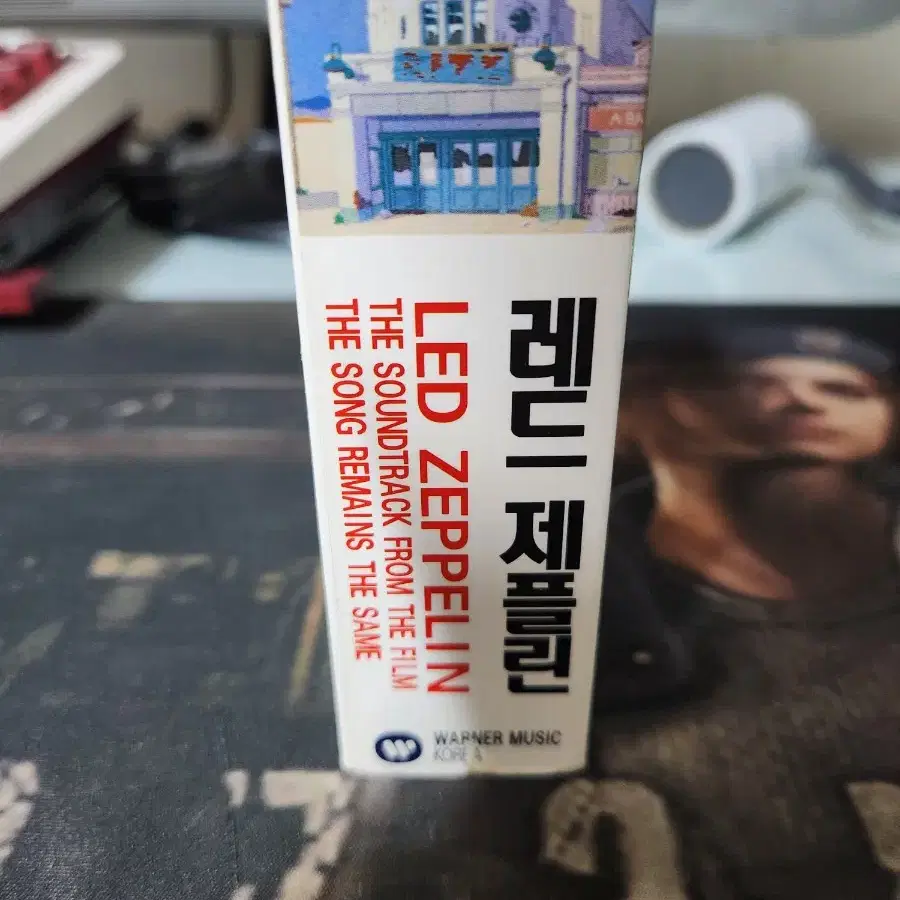 레드 제플린
LED ZEPPELIN
THE SOUNDTRACK FROM THE FILM
THE SONG REMAINS THE SAME
WARNER MUSIC
KOREA